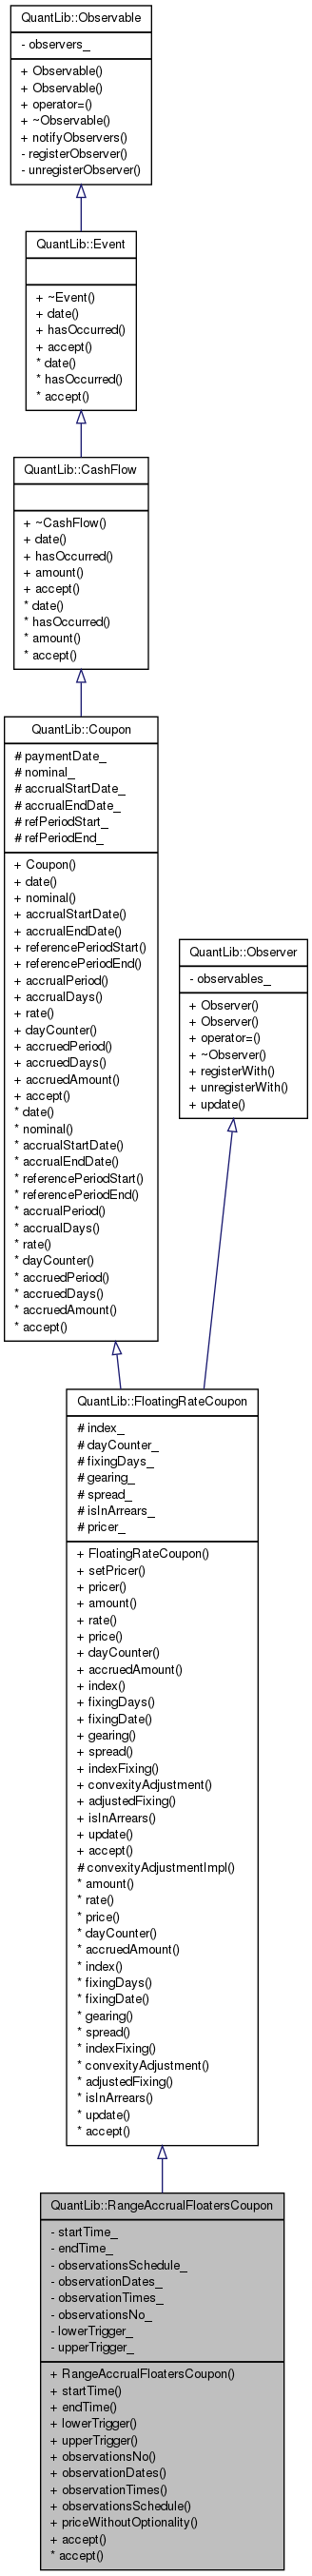 QuantLib::Observable
- observers_
+ Observable()
+ Observable()
+ operator=()
+ ~Observable()
+ notifyObservers()
- registerObserver()
- unregisterObserver()
QuantLib::Event
+ ~Event()
+ date()
+ hasOccurred()
+ accept()
* date()
* hasOccurred()
* accept()
QuantLib::CashFlow
+ ~CashFlow()
+ date()
+ hasOccurred()
+ amount()
+ accept()
* date()
* hasOccurred()
* amount()
* accept()
QuantLib::Coupon
# paymentDate_
# nominal_
# accrualStartDate_
# accrualEndDate_
# refPeriodStart_
# refPeriodEnd_
+ Coupon()
+ date()
+ nominal()
+ accrualStartDate()
+ accrualEndDate()
+ referencePeriodStart()
+ referencePeriodEnd()
+ accrualPeriod()
+ accrualDays()
+ rate()
+ dayCounter()
+ accruedPeriod()
+ accruedDays()
+ accruedAmount()
+ accept()
* date()
* nominal()
* accrualStartDate()
* accrualEndDate()
* referencePeriodStart()
* referencePeriodEnd()
* accrualPeriod()
* accrualDays()
* rate()
* dayCounter()
* accruedPeriod()
* accruedDays()
* accruedAmount()
* accept()
QuantLib::Observer
- observables_
+ Observer()
+ Observer()
+ operator=()
+ ~Observer()
+ registerWith()
+ unregisterWith()
+ update()
QuantLib::FloatingRateCoupon
# index_
# dayCounter_
# fixingDays_
# gearing_
# spread_
# isInArrears_
# pricer_
+ FloatingRateCoupon()
+ setPricer()
+ pricer()
+ amount()
+ rate()
+ price()
+ dayCounter()
+ accruedAmount()
+ index()
+ fixingDays()
+ fixingDate()
+ gearing()
+ spread()
+ indexFixing()
+ convexityAdjustment()
+ adjustedFixing()
+ isInArrears()
+ update()
+ accept()
# convexityAdjustmentImpl()
* amount()
* rate()
* price()
* dayCounter()
* accruedAmount()
* index()
* fixingDays()
* fixingDate()
* gearing()
* spread()
* indexFixing()
* convexityAdjustment()
* adjustedFixing()
* isInArrears()
* update()
* accept()
QuantLib::RangeAccrualFloatersCoupon
- startTime_
- endTime_
- observationsSchedule_
- observationDates_
- observationTimes_
- observationsNo_
- lowerTrigger_
- upperTrigger_
+ RangeAccrualFloatersCoupon()
+ startTime()
+ endTime()
+ lowerTrigger()
+ upperTrigger()
+ observationsNo()
+ observationDates()
+ observationTimes()
+ observationsSchedule()
+ priceWithoutOptionality()
+ accept()
* accept()